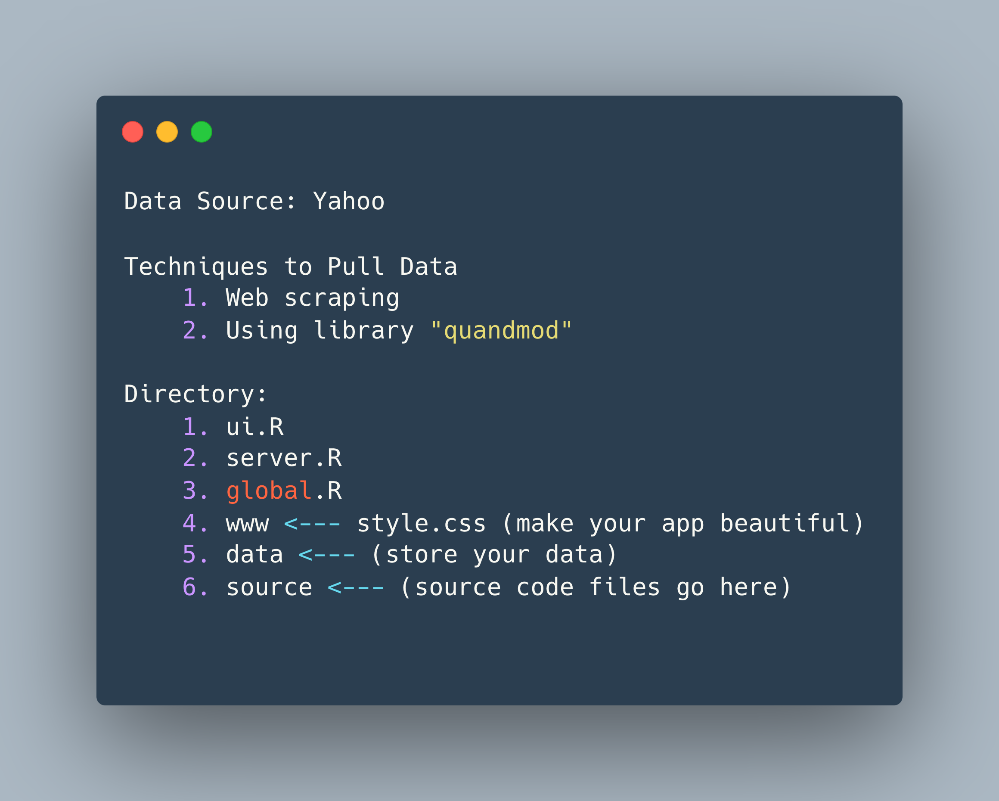 Data Source: Yahoo
Techniques to Pull Data
1. Web scraping
2. Using library "quandmod"
Directory:
1. ui.R
2. server.R
3. global.R
4. www <--- style.css (make your app beautiful)
5. data <--- (store your data)
6. source <--- (source code files go here)